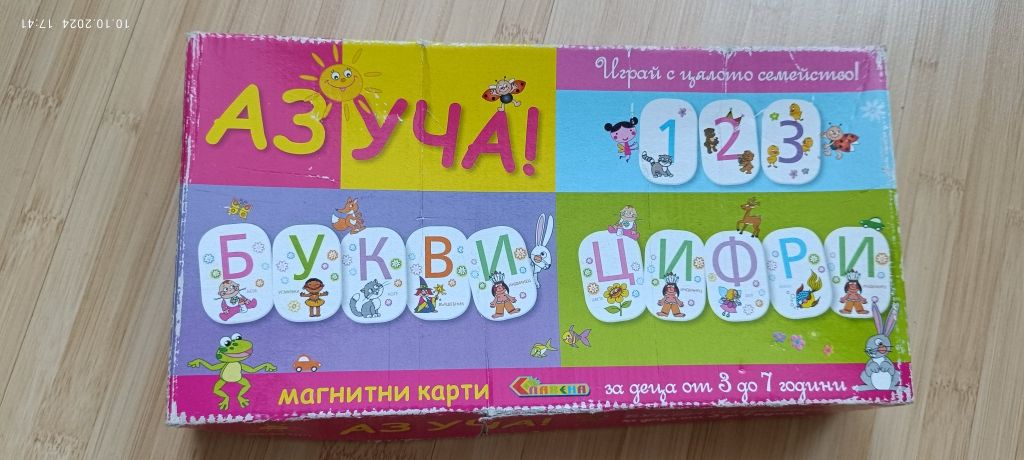 10.10.2024 17:41
АЗ УЧА!
Играй с цялото семейство!
1 2 3
БУКВИ
ЦИФРИ
магнитни карти
Славена
за деца от 3 до 7 години
АЗ УЧА!